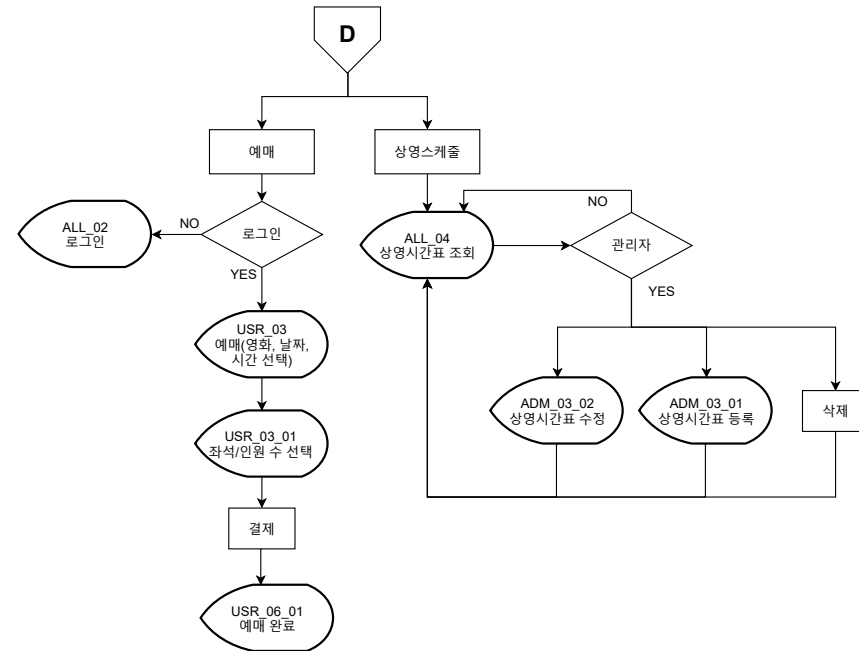 D
예매
상영스케줄
NO
ALL_02
로그인
NO
로그인
ALL_04
상영시간표 조회
관리자
YES
YES
USR_03
예매(영화, 날짜,
시간 선택)
ADM_03_02
상영시간표 수정
ADM_03_01
상영시간표 등록
삭제
USR_03_01
좌석/인원 수 선택
결제
USR_06_01
예매 완료